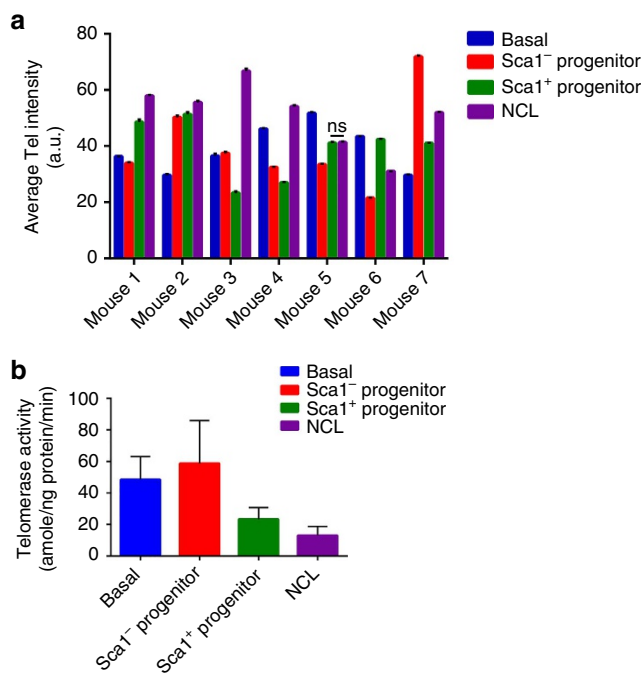 a
Average Tel intensity
(a.u.)
80
60
40
20
0
ns
Mouse 1
Mouse 2
Mouse 3
Mouse 4
Mouse 5
Mouse 6
Mouse 7
Basal
Sca1⁻ progenitor
Sca1⁺ progenitor
NCL
b
Telomerase activity
(amole/ng protein/min)
100
80
60
40
20
0
Basal
Sca1⁻ progenitor
Sca1⁺ progenitor
NCL
Basal
Sca1⁻ progenitor
Sca1⁺ progenitor
NCL